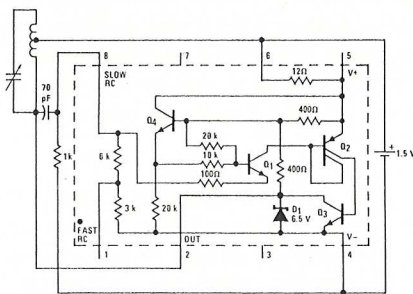 8
7
6
5
SLOW
RC
12Ω
V+
70
pF
Q4
400Ω
20 k
Q2
10 k
Q1
1k
6 k
100Ω
400Ω
+
1.5 V
3 k
20 k
D1
6.5 V
Q3
FAST
RC
OUT
V−
1
2
3
4